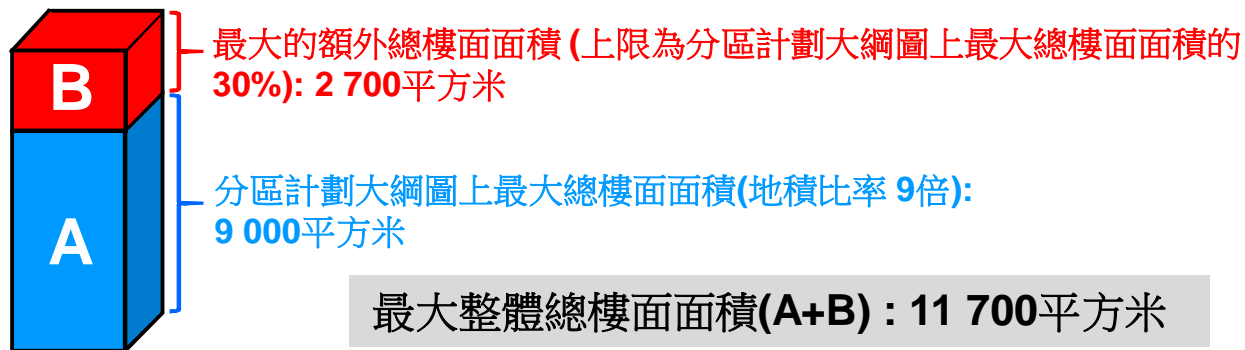 B
最大的額外總樓面面積 (上限為分區計劃大綱圖上最大總樓面面積的
30%): 2 700平方米
A
分區計劃大綱圖上最大總樓面面積(地積比率 9倍):
9 000平方米
最大整體總樓面面積(A+B) : 11 700平方米